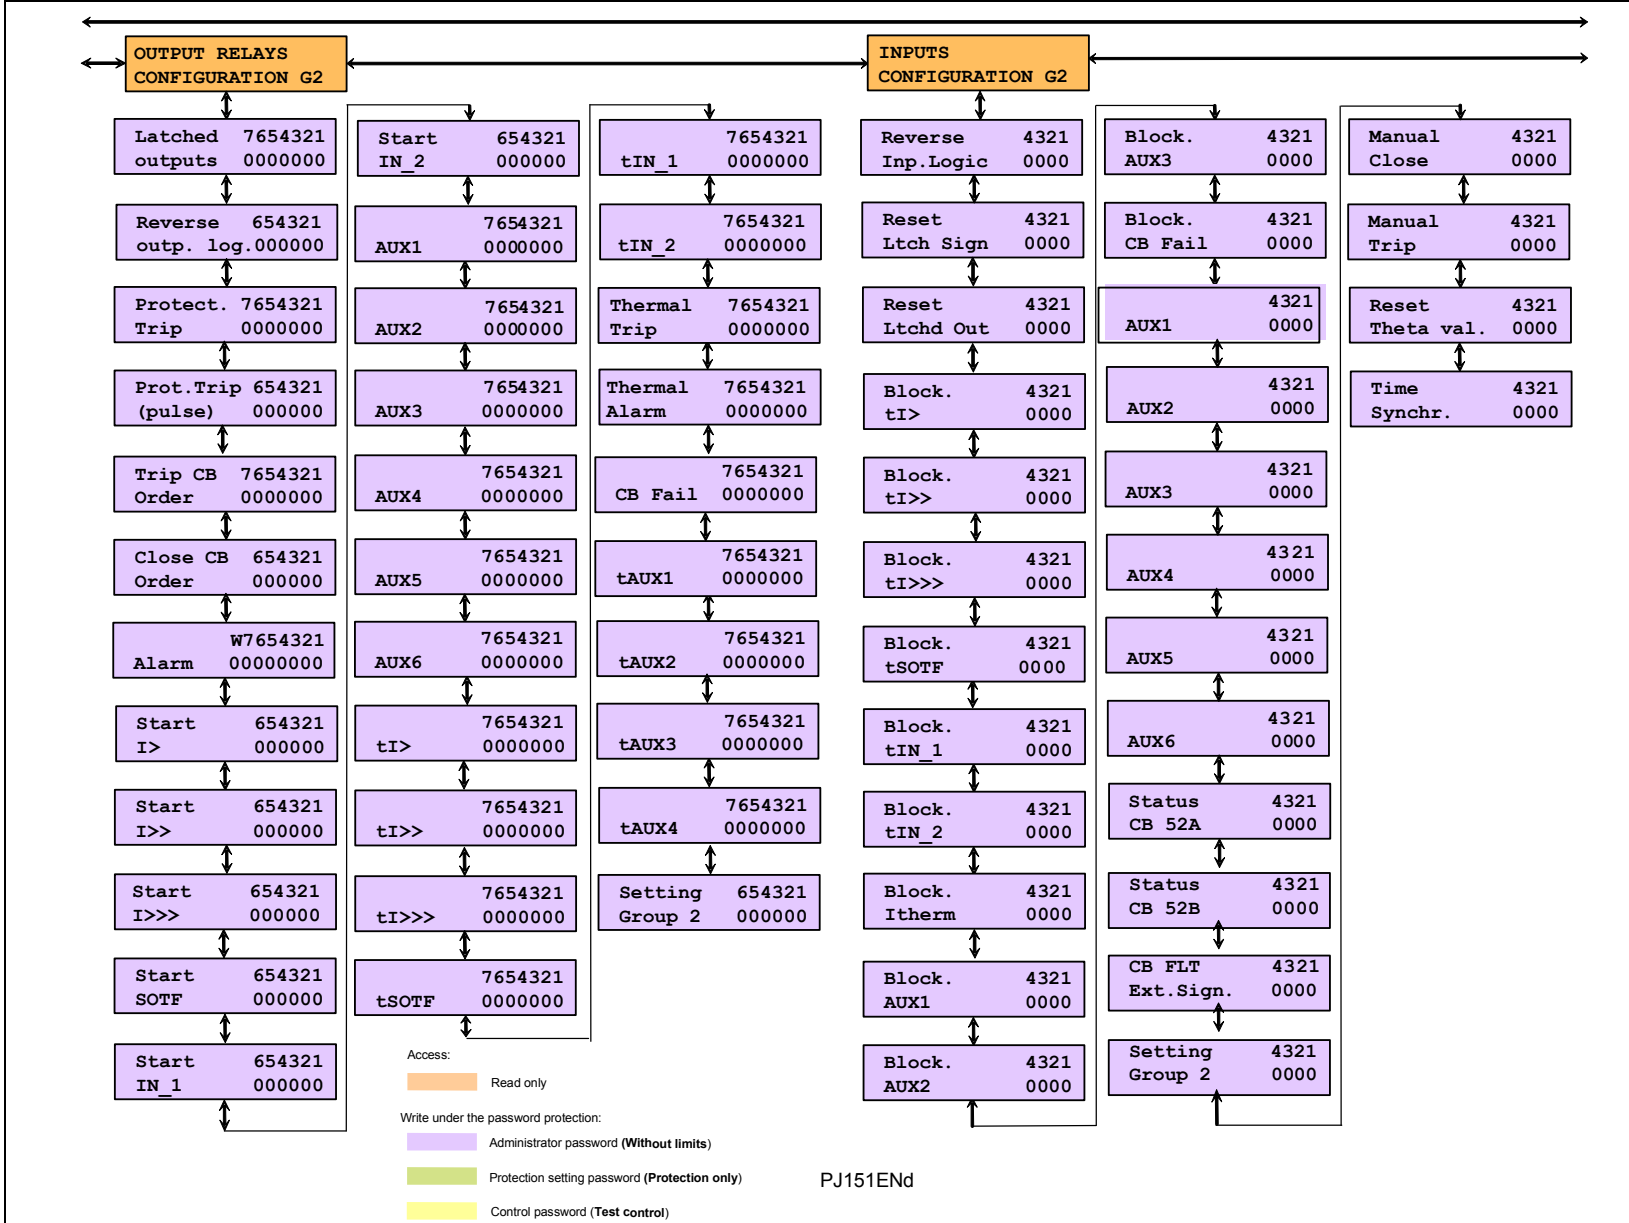 OUTPUT RELAYS
CONFIGURATION G2
Latched 7654321
outputs 0000000
Reverse 654321
outp. log.000000
Protect. 7654321
Trip 0000000
Prot.Trip 654321
(pulse) 000000
Trip CB 7654321
Order 0000000
Close CB 654321
Order 000000
W7654321
Alarm 00000000
Start 654321
I> 000000
Start 654321
I>> 000000
Start 654321
I>>> 000000
Start 654321
SOTF 000000
Start 654321
IN_1 000000
Start 654321
IN_2 000000
7654321
AUX1 0000000
7654321
AUX2 0000000
7654321
AUX3 0000000
7654321
AUX4 0000000
7654321
AUX5 0000000
7654321
AUX6 0000000
7654321
tI> 0000000
7654321
tI>> 0000000
7654321
tI>>> 0000000
7654321
tSOTF 0000000
7654321
tIN_1 0000000
7654321
tIN_2 0000000
Thermal 7654321
Trip 0000000
Thermal 7654321
Alarm 0000000
7654321
CB Fail 0000000
7654321
tAUX1 0000000
7654321
tAUX2 0000000
7654321
tAUX3 0000000
7654321
tAUX4 0000000
Setting 654321
Group 2 000000
INPUTS
CONFIGURATION G2
Reverse 4321
Inp.Logic 0000
Reset 4321
Ltch Sign 0000
Reset 4321
Ltchd Out 0000
Block. 4321
tI> 0000
Block. 4321
tI>> 0000
Block. 4321
tI>>> 0000
Block. 4321
tSOTF 0000
Block. 4321
tIN_1 0000
Block. 4321
tIN_2 0000
Block. 4321
Itherm 0000
Block. 4321
AUX1 0000
Block. 4321
AUX2 0000
Block. 4321
AUX3 0000
Block. 4321
CB Fail 0000
4321
AUX1 0000
4321
AUX2 0000
4321
AUX3 0000
4321
AUX4 0000
4321
AUX5 0000
4321
AUX6 0000
Status 4321
CB 52A 0000
Status 4321
CB 52B 0000
CB FLT 4321
Ext.Sign. 0000
Setting 4321
Group 2 0000
Manual 4321
Close 0000
Manual 4321
Trip 0000
Reset 4321
Theta val. 0000
Time 4321
Synchr. 0000
Access:
Read only
Write under the password protection:
Administrator password (Without limits)
Protection setting password (Protection only)
Control password (Test control)
PJ151ENd